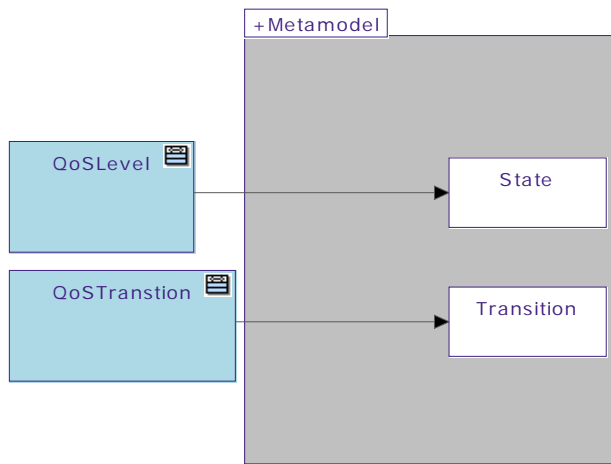 +Metamodel
QoSLevel
State
QoSTranstion
Transition